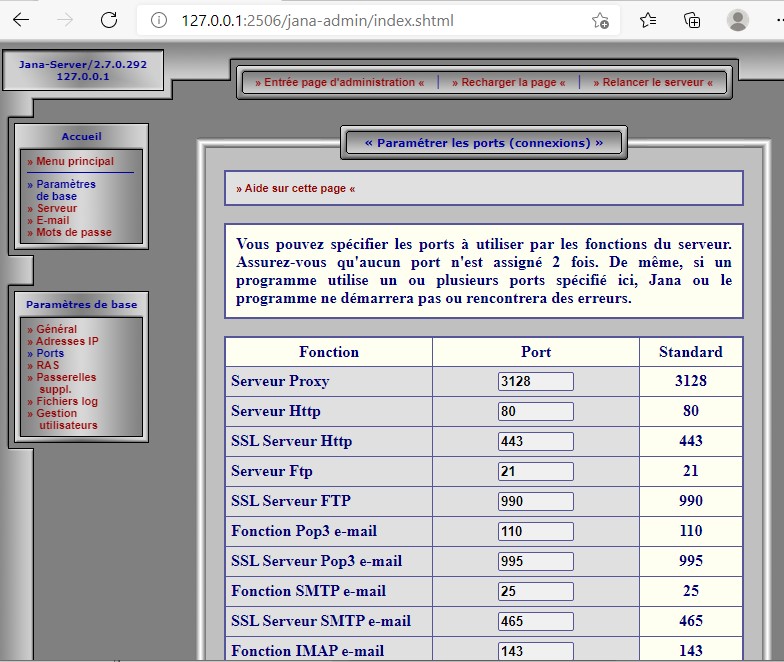 127.0.0.1:2506/jana-admin/index.shtml
Jana-Server/2.7.0.292
127.0.0.1
» Entrée page d'administration « | » Recharger la page « | » Relancer le serveur «
Accueil
» Menu principal
» Paramètres
de base
» Serveur
» E-mail
» Mots de passe
Paramètres de base
» Général
» Adresses IP
» Ports
» RAS
» Passerelles
suppl.
» Fichiers log
» Gestion
utilisateurs
« Paramétrer les ports (connexions) »
» Aide sur cette page «
Vous pouvez spécifier les ports à utiliser par les fonctions du serveur.
Assurez-vous qu'aucun port n'est assigné 2 fois. De même, si un
programme utilise un ou plusieurs ports spécifié ici, Jana ou le
programme ne démarrera pas ou rencontrera des erreurs.
Fonction Port Standard
Serveur Proxy 3128 3128
Serveur Http 80 80
SSL Serveur Http 443 443
Serveur Ftp 21 21
SSL Serveur FTP 990 990
Fonction Pop3 e-mail 110 110
SSL Serveur Pop3 e-mail 995 995
Fonction SMTP e-mail 25 25
SSL Serveur SMTP e-mail 465 465
Fonction IMAP e-mail 143 143